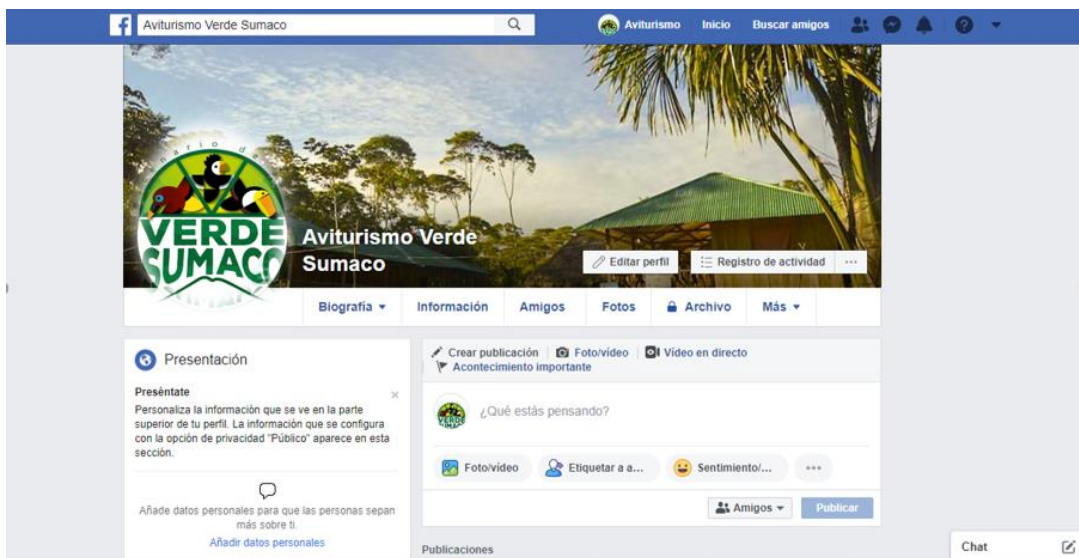 Aviturismo Verde Sumaco
Aviturismo
Inicio
Buscar amigos
VERDE
SUMACO
Aviturismo Verde
Sumaco
Editar perfil
Registro de actividad
Biografía
Información
Amigos
Fotos
Archivo
Más
Presentación
Preséntate
Personaliza la información que se ve en la parte
superior de tu perfil. La información que se configura
con la opción de privacidad "Público" aparece en esta
sección.
Añade datos personales para que las personas sepan
más sobre ti.
Añadir datos personales
Crear publicación
Foto/vídeo
Vídeo en directo
Acontecimiento importante
VERDE
¿Qué estás pensando?
Foto/vídeo
Etiquetar a a...
Sentimiento/...
Amigos
Publicar
Publicaciones
Chat